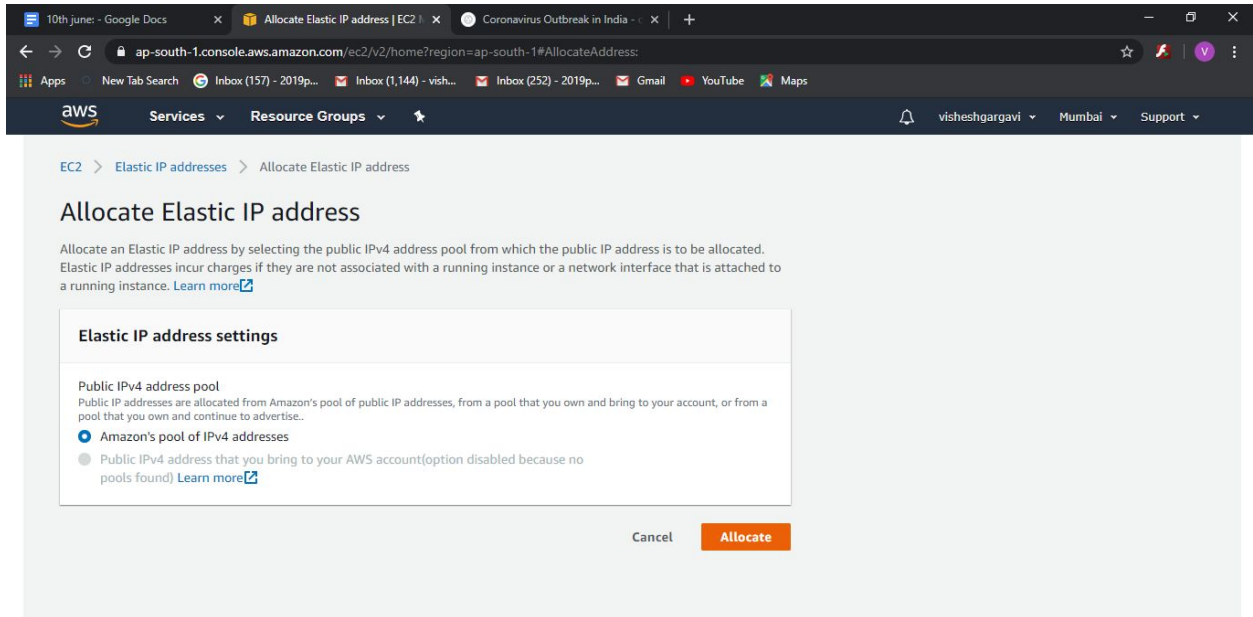 10th june: - Google Docs
Allocate Elastic IP address | EC2
Coronavirus Outbreak in India -
ap-south-1.console.aws.amazon.com/ec2/v2/home?region=ap-south-1#AllocateAddress:
Apps New Tab Search Inbox (157) - 2019p... Inbox (1,144) - vish... Inbox (252) - 2019p... Gmail YouTube Maps
aws Services Resource Groups visheshgargavi Mumbai Support
EC2 > Elastic IP addresses > Allocate Elastic IP address
Allocate Elastic IP address
Allocate an Elastic IP address by selecting the public IPv4 address pool from which the public IP address is to be allocated.
Elastic IP addresses incur charges if they are not associated with a running instance or a network interface that is attached to
a running instance. Learn more
Elastic IP address settings
Public IPv4 address pool
Public IP addresses are allocated from Amazon's pool of public IP addresses, from a pool that you own and bring to your account, or from a
pool that you own and continue to advertise..
Amazon's pool of IPv4 addresses
Public IPv4 address that you bring to your AWS account(option disabled because no
pools found) Learn more
Cancel Allocate